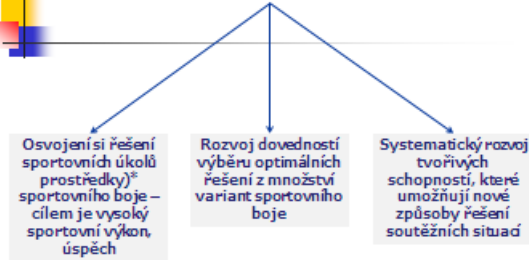 Osvojení si řešení
sportovních úkolů
prostředky)*
sportovního boje –
cílem je vysoký
sportovní výkon,
úspěch
Rozvoj dovedností
výběru optimálních
řešení z množství
variant sportovního
boje
Systematický rozvoj
tvořivých
schopností, které
umožňují nové
způsoby řešení
soutěžních situací